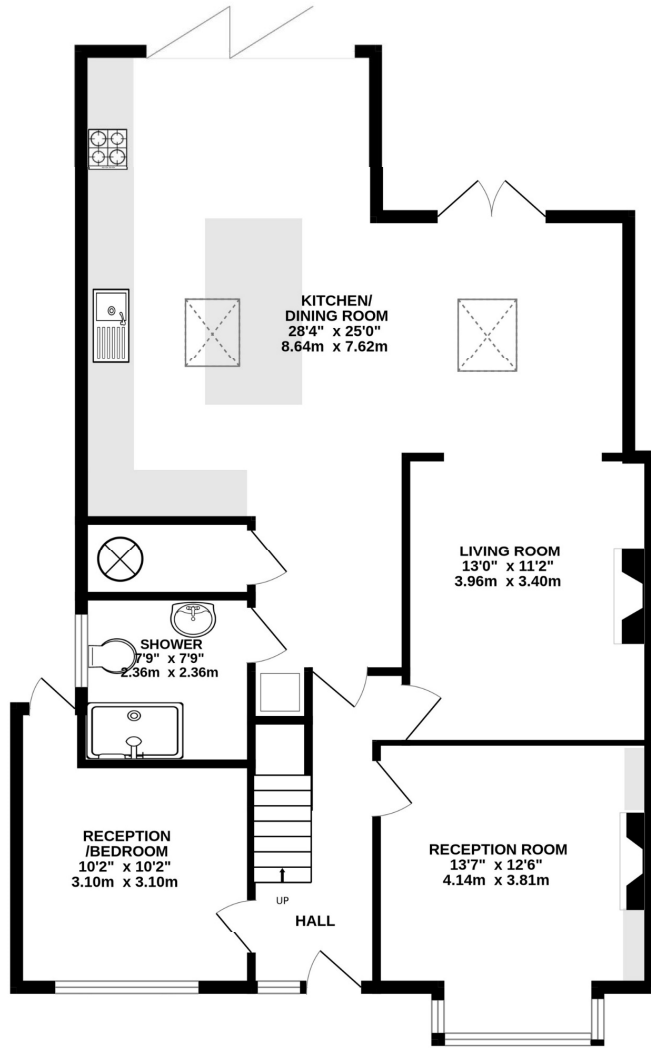 KITCHEN/
DINING ROOM
28'4" x 25'0"
8.64m x 7.62m
LIVING ROOM
13'0" x 11'2"
3.96m x 3.40m
SHOWER
7'9" x 7'9"
2.36m x 2.36m
RECEPTION
/BEDROOM
10'2" x 10'2"
3.10m x 3.10m
RECEPTION ROOM
13'7" x 12'6"
4.14m x 3.81m
UP
HALL